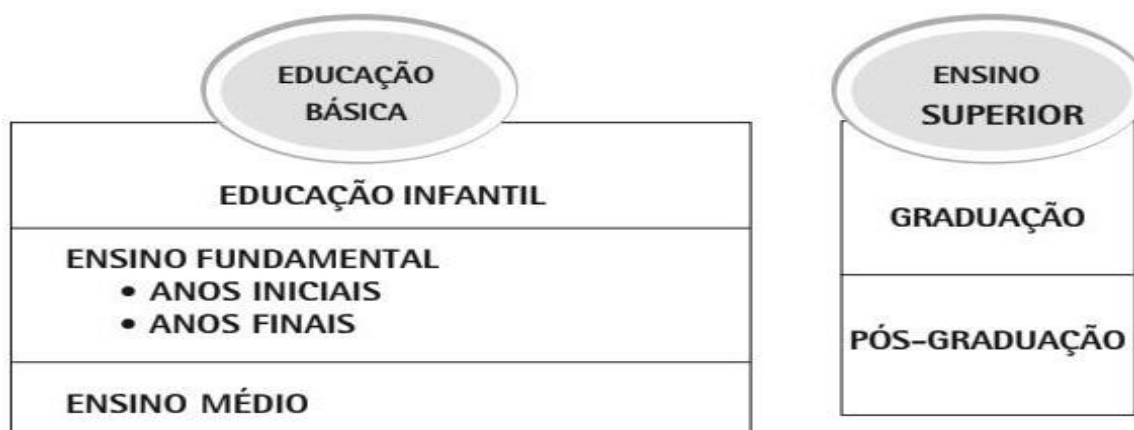 EDUCAÇÃO
BÁSICA
EDUCAÇÃO INFANTIL
ENSINO FUNDAMENTAL
• ANOS INICIAIS
• ANOS FINAIS
ENSINO MÉDIO
ENSINO
SUPERIOR
GRADUAÇÃO
PÓS-GRADUAÇÃO